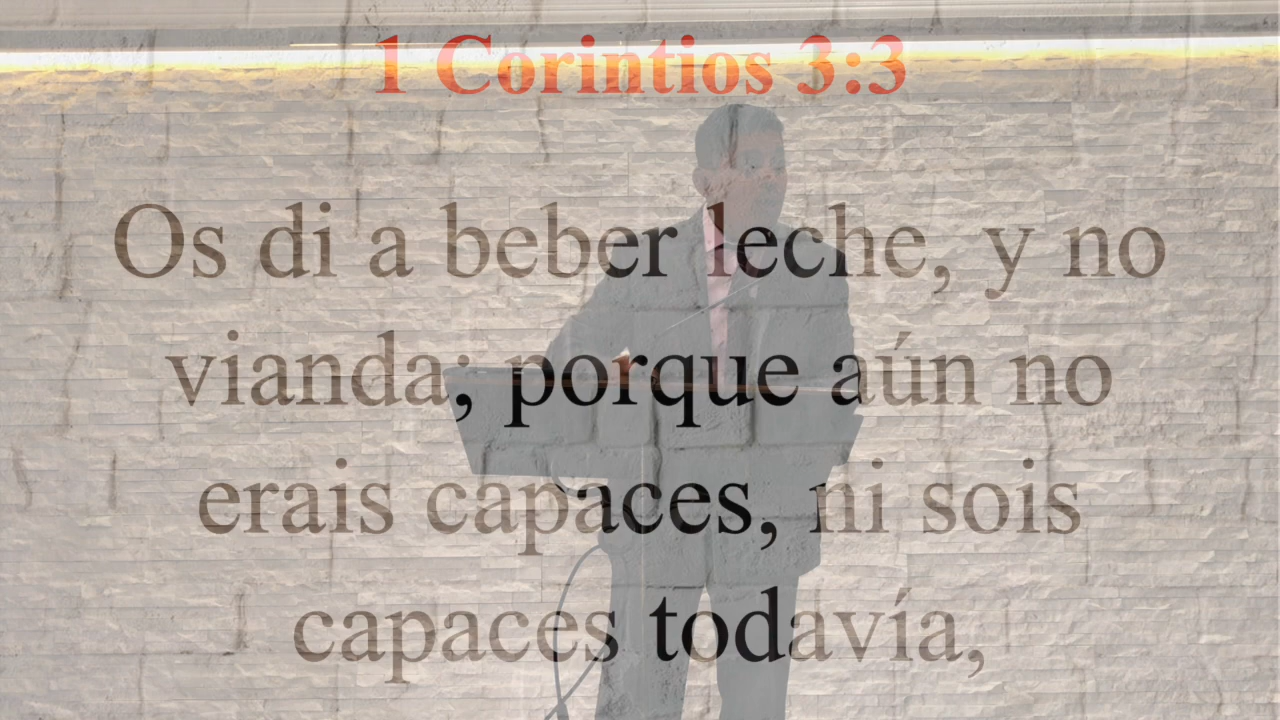 1 Corintios 3:3
Os di a beber leche, y no
vianda; porque aún no
erais capaces, ni sois
capaces todavía,